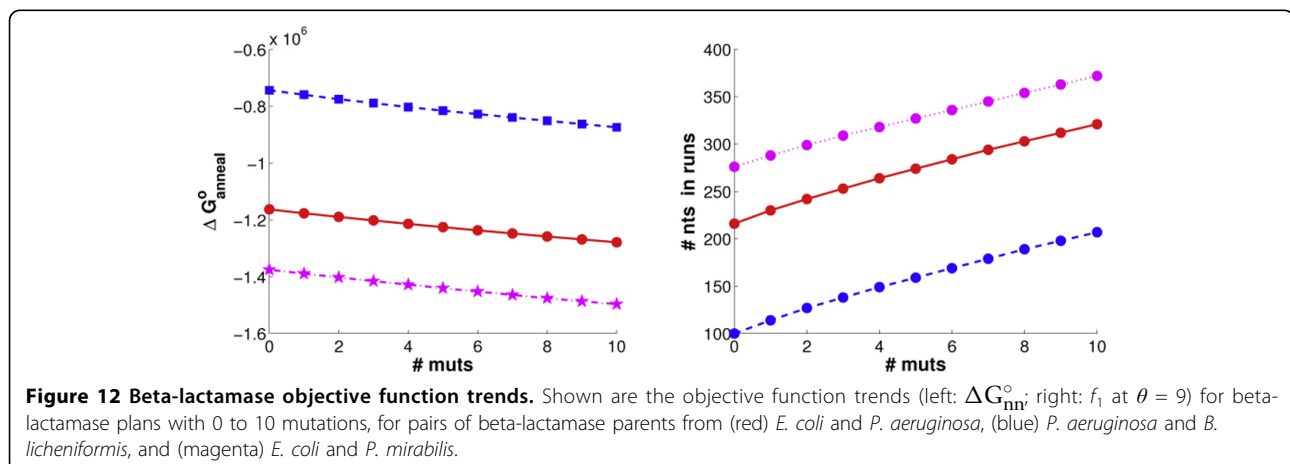 x 10⁶
−0.6
−0.8
−1
−1.2
−1.4
−1.6
Δ G°anneal
0 2 4 6 8 10
# muts
400
350
300
250
200
150
100
# nts in runs
0 2 4 6 8 10
# muts
Figure 12 Beta-lactamase objective function trends. Shown are the objective function trends (left: ΔG°nn; right: f₁ at θ = 9) for beta-
lactamase plans with 0 to 10 mutations, for pairs of beta-lactamase parents from (red) E. coli and P. aeruginosa, (blue) P. aeruginosa and B.
licheniformis, and (magenta) E. coli and P. mirabilis.